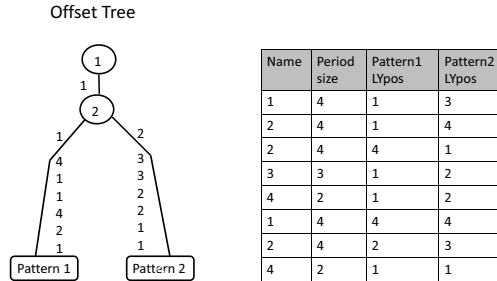 Offset Tree
1
1
2
1 2
4 3
1 3
1 2
4 2
2 1
1 1
Pattern 1 Pattern 2
Name Period size Pattern1 LYpos Pattern2 LYpos
1 4 1 3
2 4 1 4
2 4 4 1
3 3 1 2
4 2 1 2
1 4 4 4
2 4 2 3
4 2 1 1